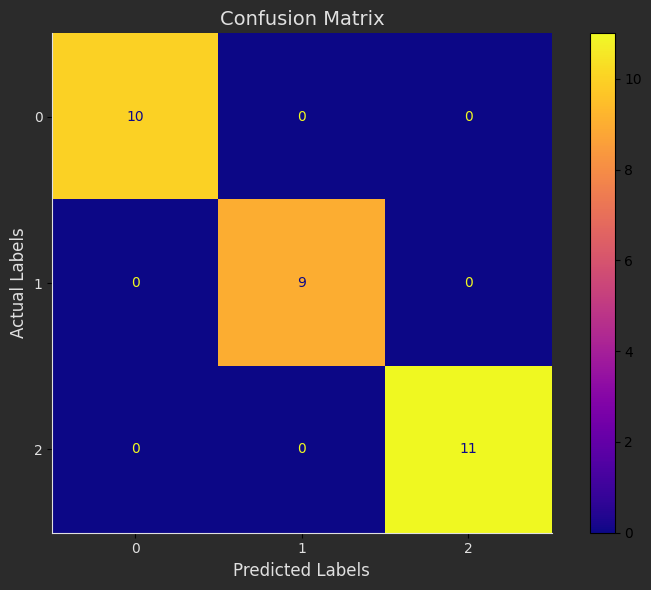 Confusion Matrix
0
10 0 0
1
0 9 0
2
0 0 11
0 1 2
Predicted Labels
Actual Labels
10
8
6
4
2
0